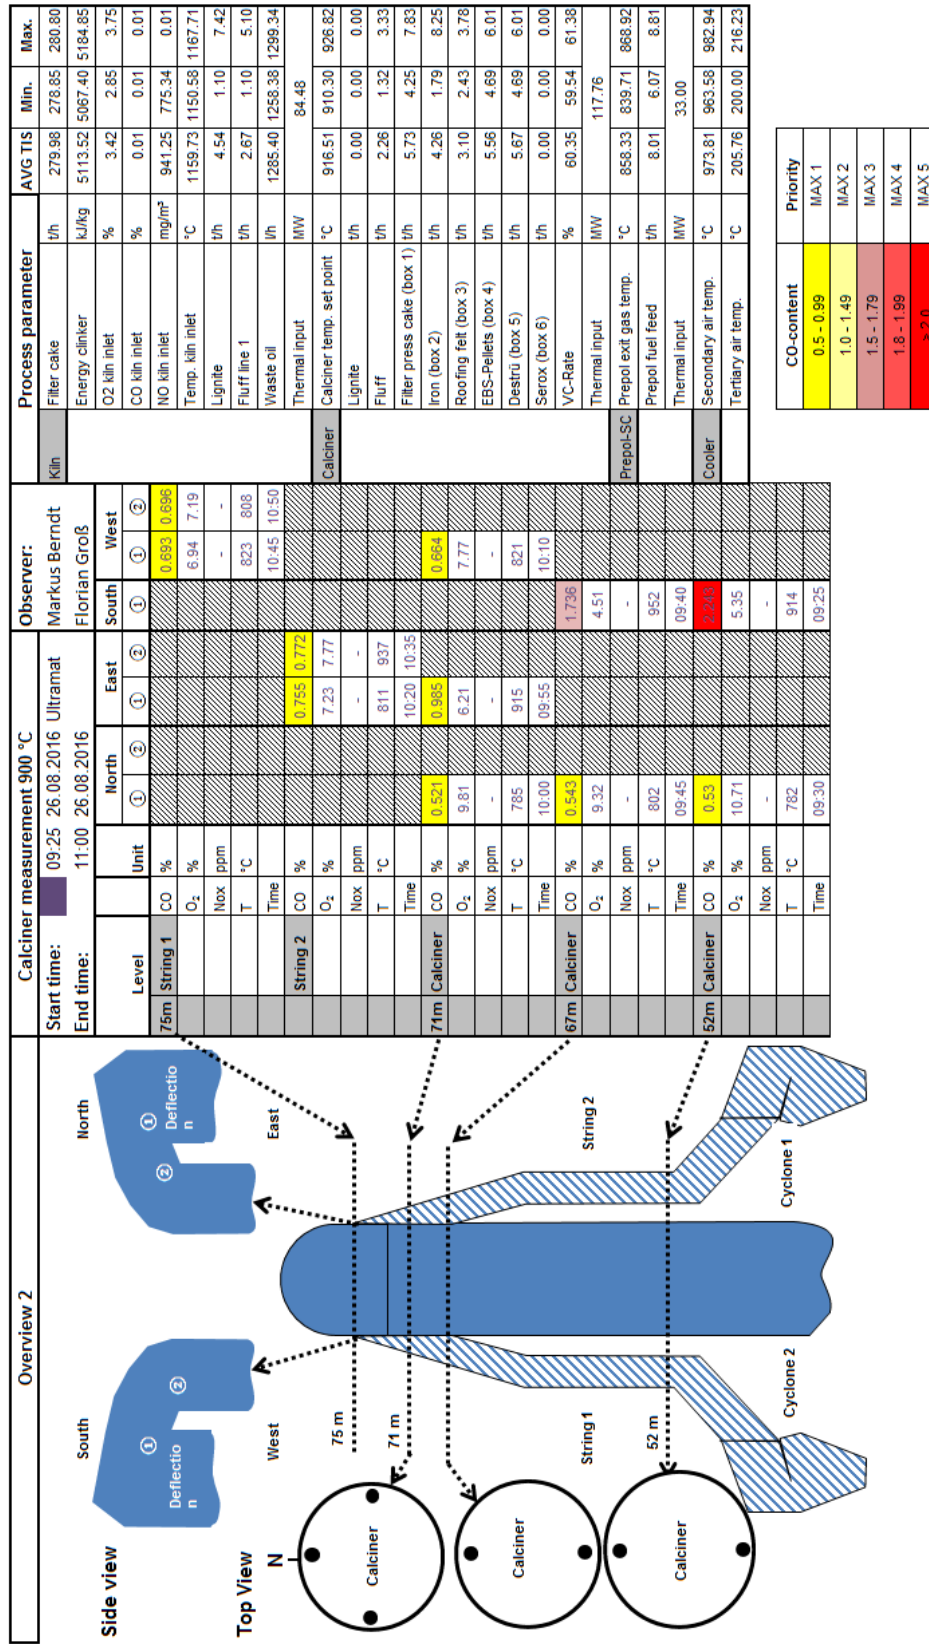 Overview 2
Calciner measurement 900 °C
Process parameter AVG TIS Min. Max.
Start time: 09:25 26.08.2016 Ultramat
End time: 11:00 26.08.2016
Observer:
Markus Berndt
Florian Groß
Level Unit North East South West
① ② ① ② ① ① ②
75m String 1 CO % 0.693 0.696
O₂ % 6.94 7.19
Nox ppm - -
T °C 823 808
Time 10:45 10:50
String 2 CO % 0.755 0.772
O₂ % 7.23 7.77
Nox ppm - -
T °C 811 937
Time 10:20 10:35
71m Calciner CO % 0.521 0.985 0.664
O₂ % 9.81 6.21 7.77
Nox ppm - - -
T °C 785 915 821
Time 10:00 09:55 10:10
67m Calciner CO % 0.543 1.736
O₂ % 9.32 4.51
Nox ppm - -
T °C 802 952
Time 09:45 09:40
52m Calciner CO % 0.53 2.243
O₂ % 10.71 5.35
Nox ppm - -
T °C 782 914
Time 09:30 09:25
Kiln Filter cake t/h 279.98 278.85 280.80
Energy clinker kJ/kg 5113.52 5067.40 5184.85
O2 kiln inlet % 3.42 2.85 3.75
CO kiln inlet % 0.01 0.01 0.01
NO kiln inlet mg/m³ 941.25 775.34 0.01
Temp. kiln inlet °C 1159.73 1150.58 1167.71
Lignite t/h 4.54 1.10 7.42
Fluff line 1 t/h 2.67 1.10 5.10
Waste oil l/h 1285.40 1258.38 1299.34
Thermal input MW 84.48
Calciner Calciner temp. set point °C 916.51 910.30 926.82
Lignite t/h 0.00 0.00 0.00
Fluff t/h 2.26 1.32 3.33
Filter press cake (box 1) t/h 5.73 4.25 7.83
Iron (box 2) t/h 4.26 1.79 8.25
Roofing felt (box 3) t/h 3.10 2.43 3.78
EBS-Pellets (box 4) t/h 5.56 4.69 6.01
Destrü (box 5) t/h 5.67 4.69 6.01
Serox (box 6) t/h 0.00 0.00 0.00
VC-Rate % 60.35 59.54 61.38
Thermal input MW 117.76
Prepol-SC Prepol exit gas temp. °C 858.33 839.71 868.92
Prepol fuel feed t/h 8.01 6.07 8.81
Thermal input MW 33.00
Cooler Secondary air temp. °C 973.81 963.58 982.94
Tertiary air temp. °C 205.76 200.00 216.23
CO-content Priority
0.5 - 0.99 MAX 1
1.0 - 1.49 MAX 2
1.5 - 1.79 MAX 3
1.8 - 1.99 MAX 4
> 2.0 MAX 5
Side view
South
North
①
②
Deflectio
n
②
①
Deflectio
n
Top View
N
West
East
75 m
71 m
Calciner
Calciner
String 1
String 2
52 m
Calciner
Cyclone 2
Cyclone 1